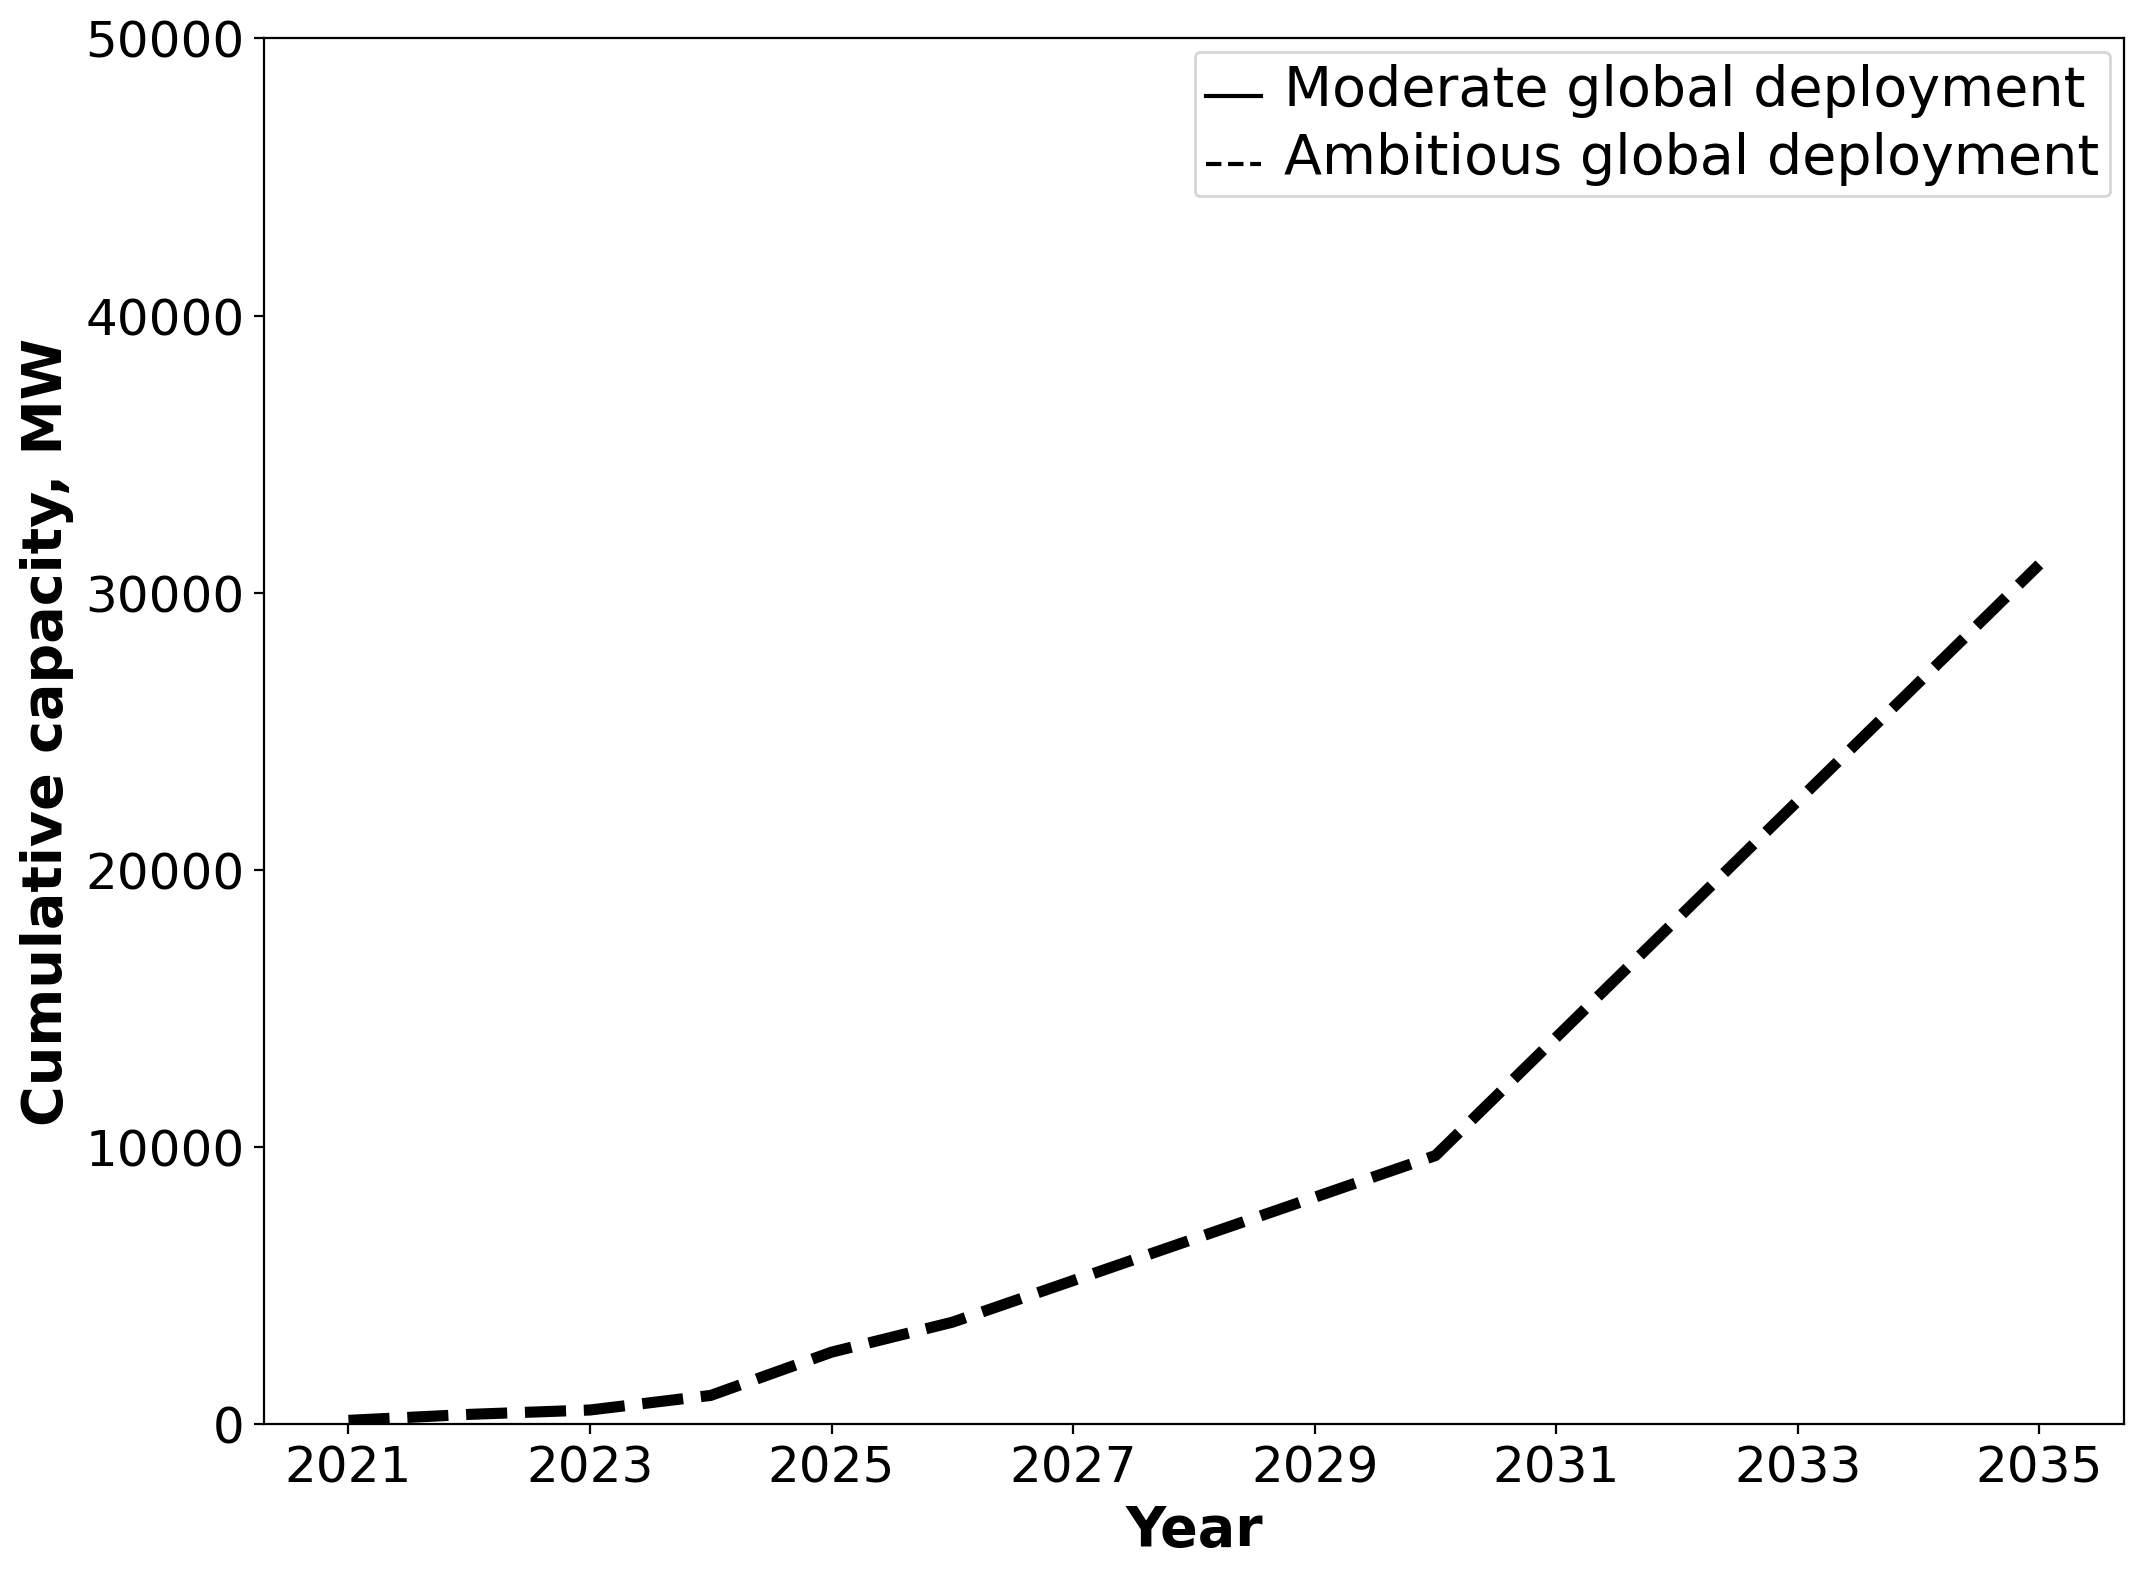 50000
40000
30000
20000
10000
0
Cumulative capacity, MW
Moderate global deployment
Ambitious global deployment
2021 2023 2025 2027 2029 2031 2033 2035
Year